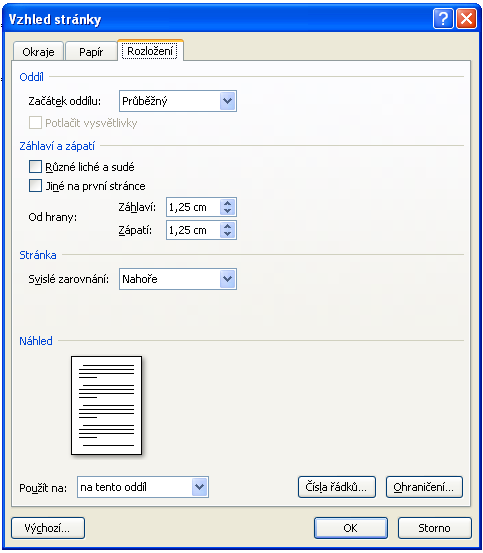 Vzhled stránky
Okraje Papír Rozložení
Oddíl
Začátek oddílu: Průběžný
Potlačit vysvětlivky
Záhlaví a zápatí
Různé liché a sudé
Jiné na první stránce
Od hrany:
Záhlaví: 1,25 cm
Zápatí: 1,25 cm
Stránka
Svislé zarovnání: Nahoře
Náhled
Použít na: na tento oddíl Čísla řádků... Ohraničení...
Výchozí... OK Storno